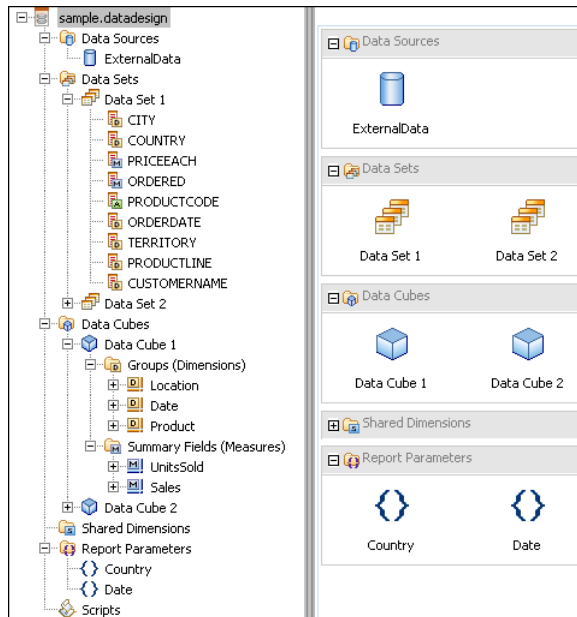 sample.datadesign
Data Sources
ExternalData
Data Sets
Data Set 1
CITY
COUNTRY
PRICEEACH
ORDERED
PRODUCTCODE
ORDERDATE
TERRITORY
PRODUCTLINE
CUSTOMERNAME
Data Set 2
Data Cubes
Data Cube 1
Groups (Dimensions)
Location
Date
Product
Summary Fields (Measures)
UnitsSold
Sales
Data Cube 2
Shared Dimensions
Report Parameters
Country
Date
Scripts
Data Sources
ExternalData
Data Sets
Data Set 1 Data Set 2
Data Cubes
Data Cube 1 Data Cube 2
Shared Dimensions
Report Parameters
Country Date